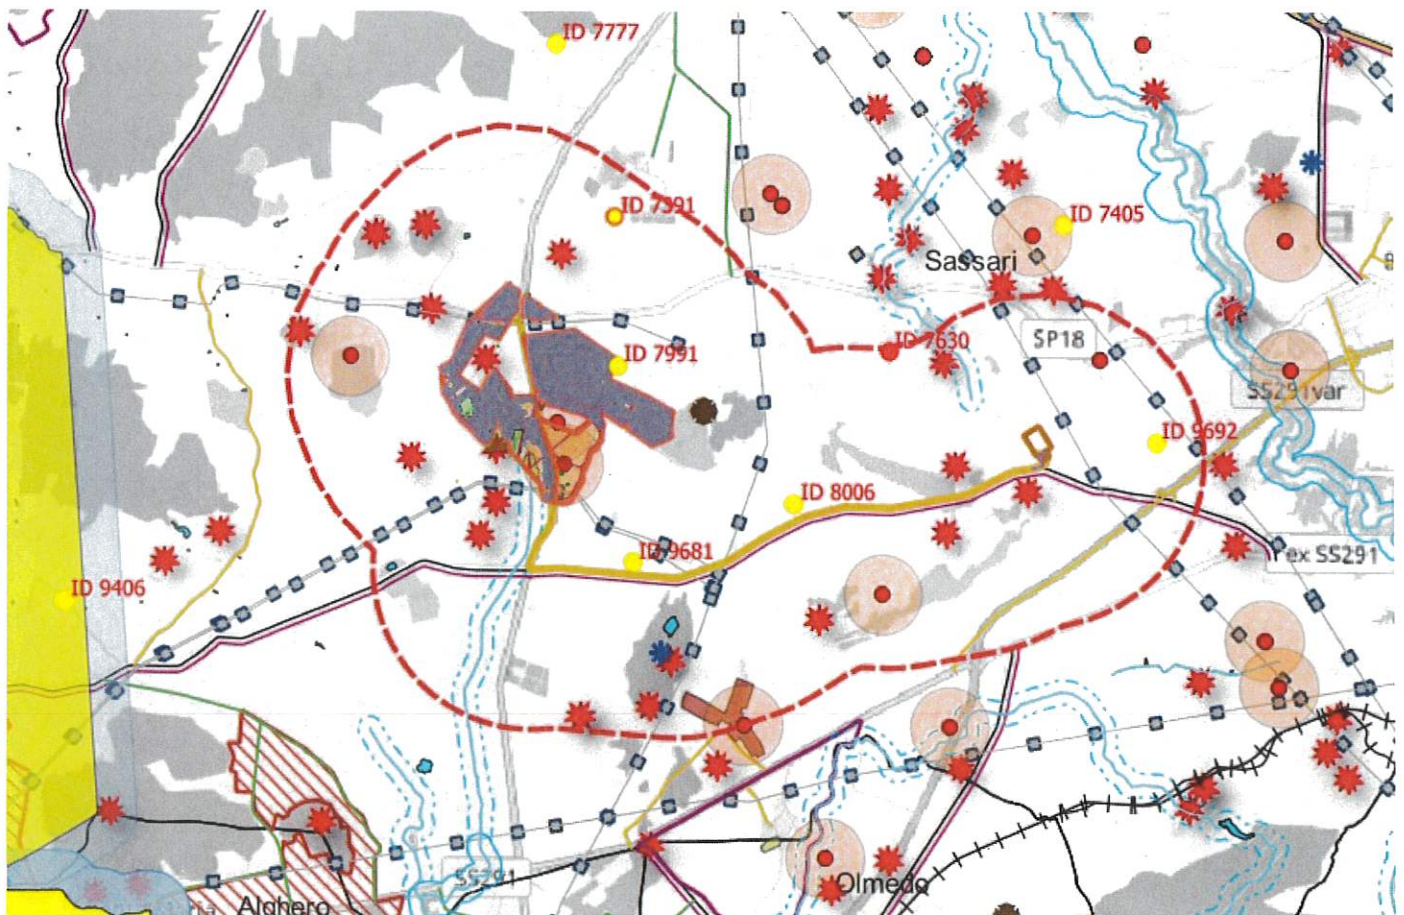 ID 7777
ID 7391
ID 7405
Sassari
ID 7630
SP18
ID 7991
SS291var
ID 9692
ID 8006
ID 9681
ex SS291
ID 9406
SS291
Olmedo
Alghero